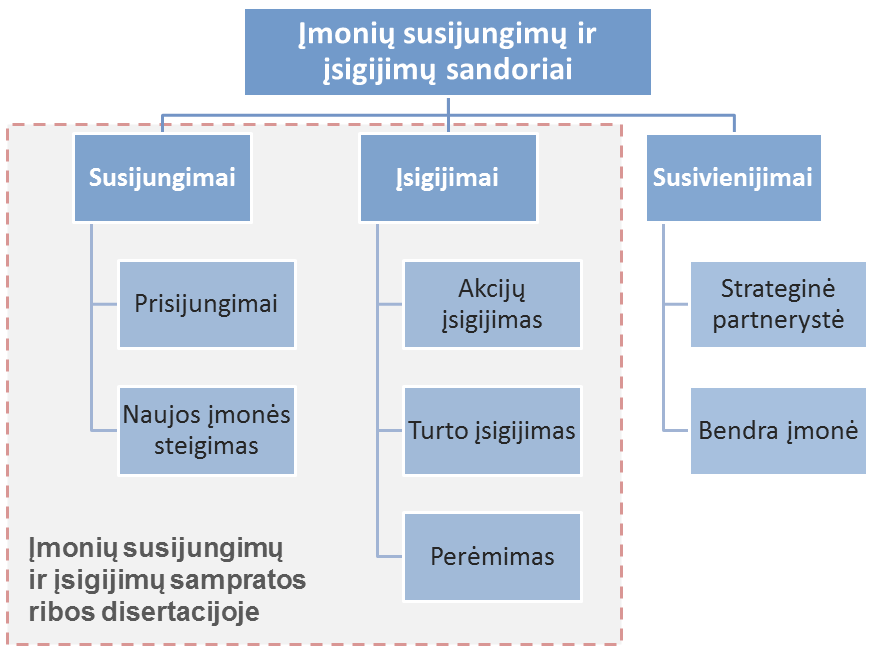 Įmonių susijungimų ir
įsigijimų sandoriai
Susijungimai
Įsigijimai
Susivienijimai
Prisijungimai
Akcijų
įsigijimas
Strateginė
partnerystė
Naujos įmonės
steigimas
Turto įsigijimas
Bendra įmonė
Perėmimas
Įmonių susijungimų
ir įsigijimų sampratos
ribos disertacijoje